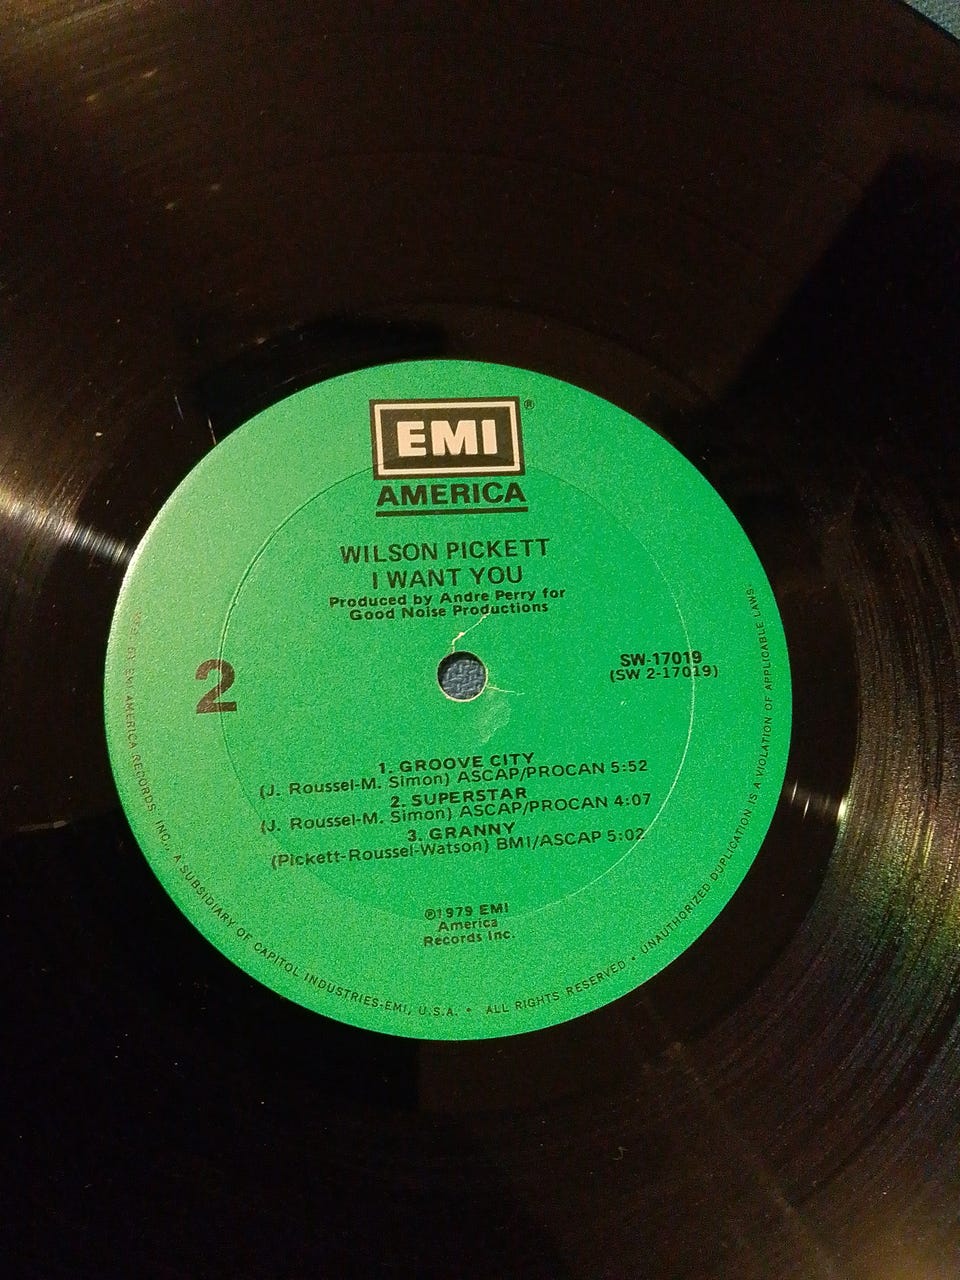 EMI®
AMERICA
WILSON PICKETT
I WANT YOU
Produced by Andre Perry for
Good Noise Productions
2
SW-17019
(SW 2-17019)
1. GROOVE CITY
(J. Roussel-M. Simon) ASCAP/PROCAN 5:52
2. SUPERSTAR
(J. Roussel-M. Simon) ASCAP/PROCAN 4:07
3. GRANNY
(Pickett-Roussel-Watson) BMI/ASCAP 5:02
℗1979 EMI
America
Records Inc.
BY EMI AMERICA RECORDS, INC., A SUBSIDIARY OF CAPITOL INDUSTRIES-EMI, U.S.A. • ALL RIGHTS RESERVED • UNAUTHORIZED DUPLICATION IS A VIOLATION OF APPLICABLE LAWS.